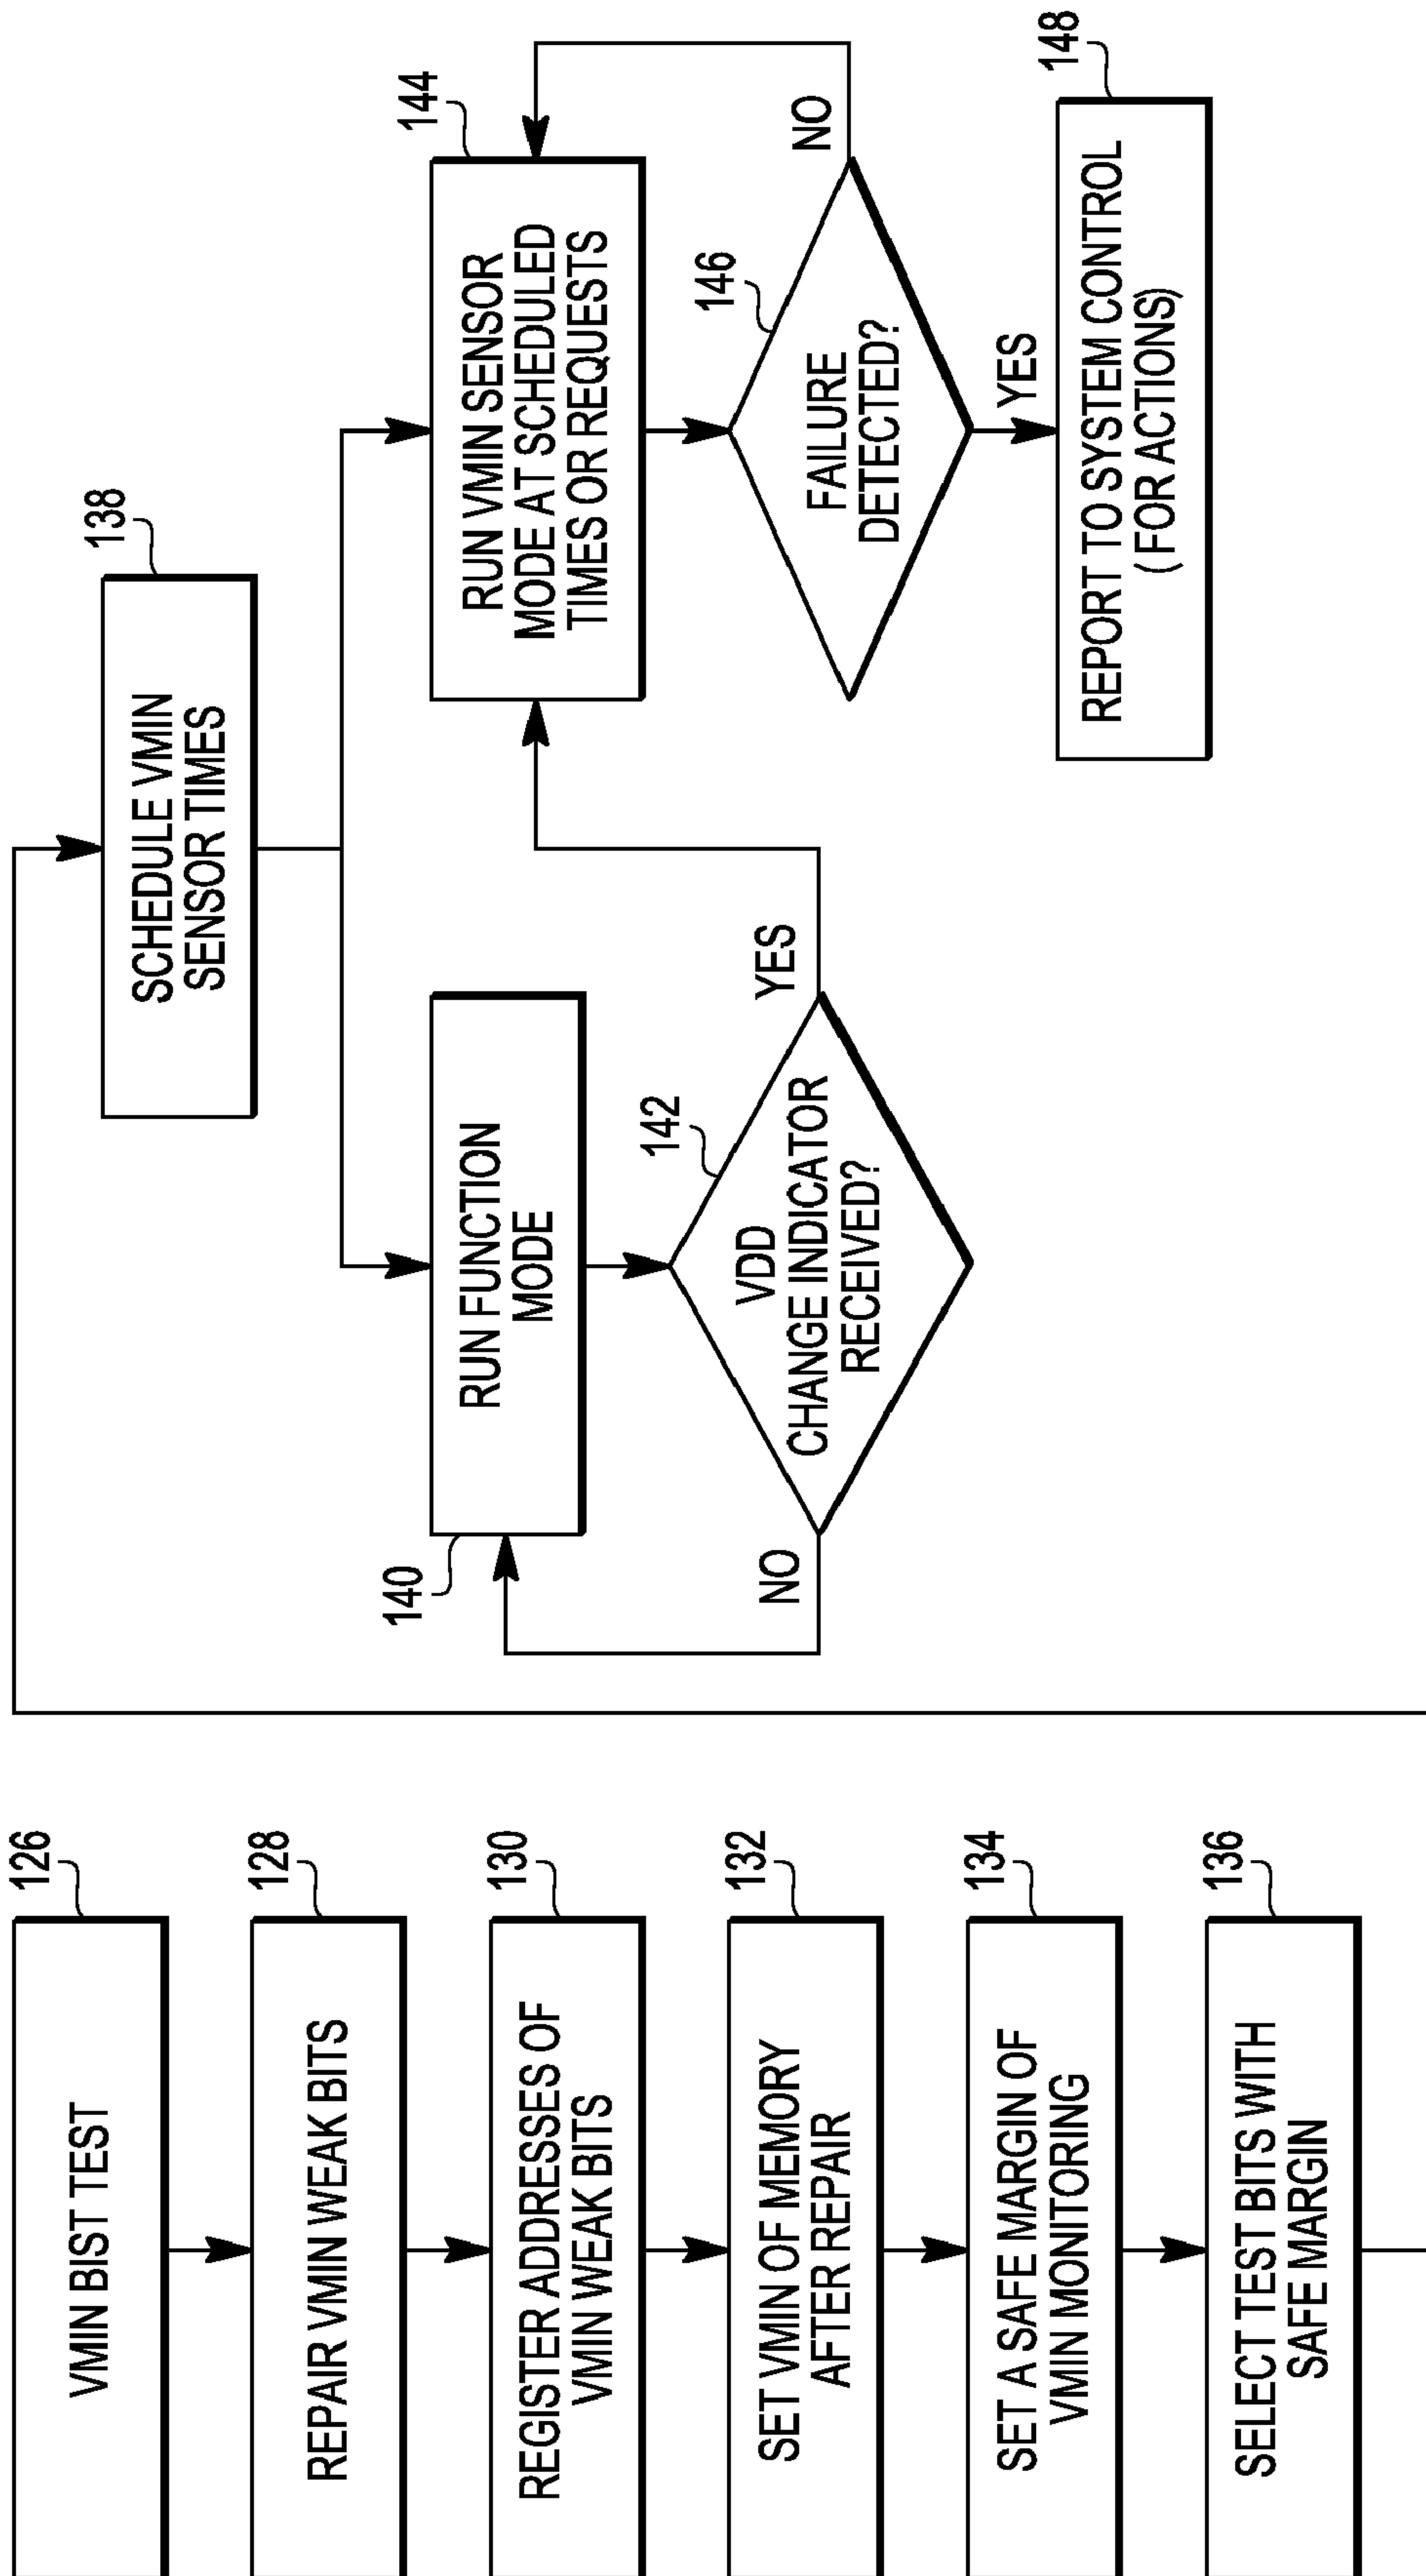 126
VMIN BIST TEST
128
REPAIR VMIN WEAK BITS
130
REGISTER ADDRESSES OF
VMIN WEAK BITS
132
SET VMIN OF MEMORY
AFTER REPAIR
134
SET A SAFE MARGIN OF
VMIN MONITORING
136
SELECT TEST BITS WITH
SAFE MARGIN
138
SCHEDULE VMIN
SENSOR TIMES
140
RUN FUNCTION
MODE
142
VDD
CHANGE INDICATOR
RECEIVED?
NO
YES
144
RUN VMIN SENSOR
MODE AT SCHEDULED
TIMES OR REQUESTS
146
FAILURE
DETECTED?
NO
YES
148
REPORT TO SYSTEM CONTROL
(FOR ACTIONS)